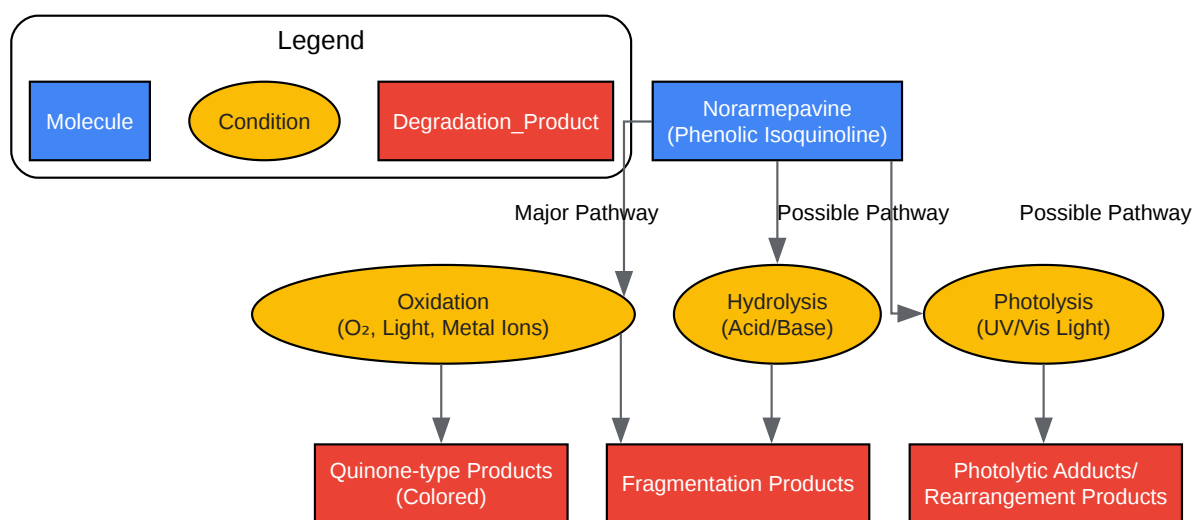 Legend
Molecule
Condition
Degradation_Product
Norarmepavine
(Phenolic Isoquinoline)
Major Pathway
Possible Pathway
Possible Pathway
Oxidation
(O₂, Light, Metal Ions)
Hydrolysis
(Acid/Base)
Photolysis
(UV/Vis Light)
Quinone-type Products
(Colored)
Fragmentation Products
Photolytic Adducts/
Rearrangement Products